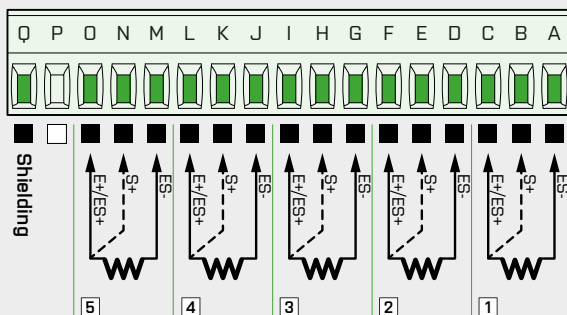 Q P O N M L K J I H G F E D C B A
Shielding
E+/ES+ S+ ES- E+/ES+ S+ ES- E+/ES+ S+ ES- E+/ES+ S+ ES- E+/ES+ S+ ES-
5 4 3 2 1